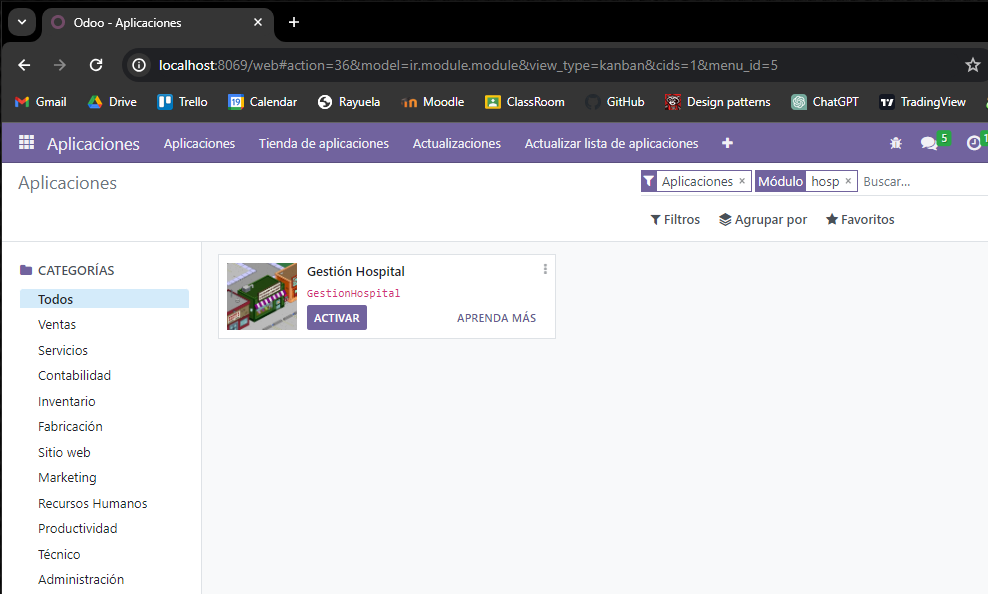 Odoo - Aplicaciones
localhost:8069/web#action=36&model=ir.module.module&view_type=kanban&cids=1&menu_id=5
Gmail Drive Trello Calendar Rayuela Moodle ClassRoom GitHub Design patterns ChatGPT TradingView
Aplicaciones Aplicaciones Tienda de aplicaciones Actualizaciones Actualizar lista de aplicaciones 5 1
Aplicaciones
Aplicaciones × Módulo hosp × Buscar...
Filtros Agrupar por Favoritos
CATEGORÍAS
Todos
Ventas
Servicios
Contabilidad
Inventario
Fabricación
Sitio web
Marketing
Recursos Humanos
Productividad
Técnico
Administración
Gestión Hospital
GestionHospital
ACTIVAR APRENDA MÁS